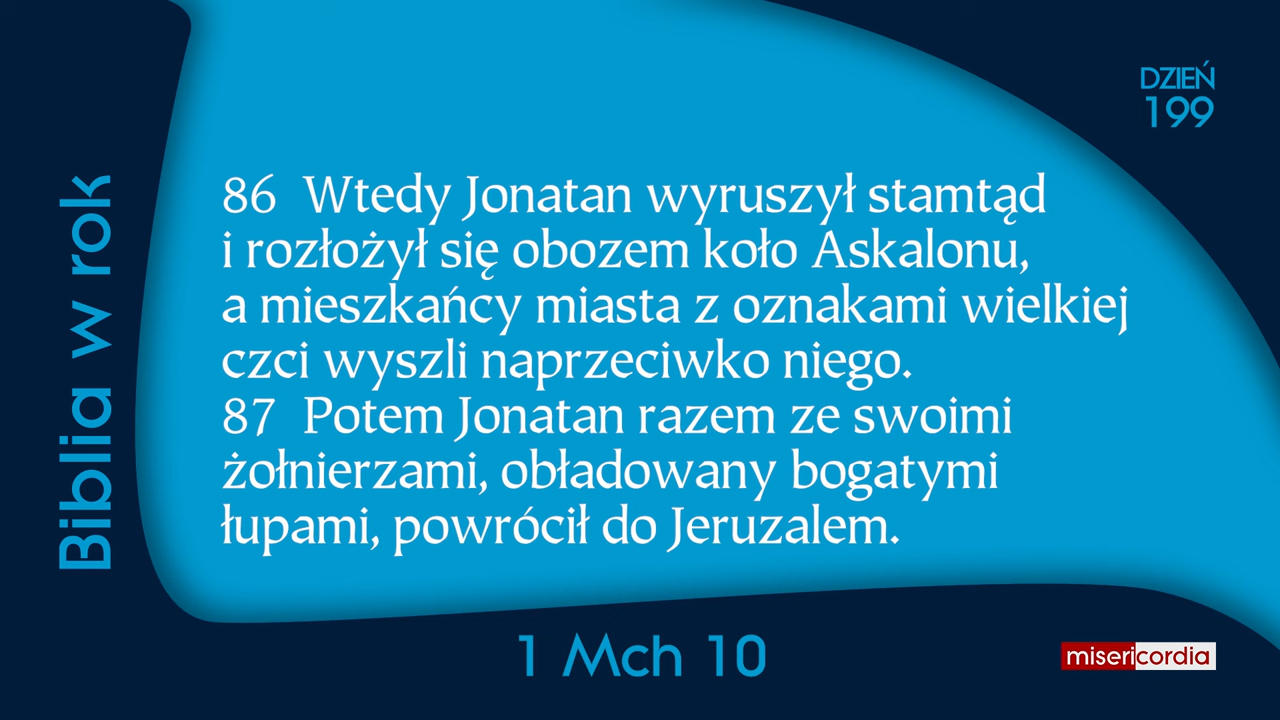 DZIEŃ
199
Biblia w rok
86 Wtedy Jonatan wyruszył stamtąd
i rozłożył się obozem koło Askalonu,
a mieszkańcy miasta z oznakami wielkiej
czci wyszli naprzeciwko niego.
87 Potem Jonatan razem ze swoimi
żołnierzami, obładowany bogatymi
łupami, powrócił do Jeruzalem.
1 Mch 10
misericordia